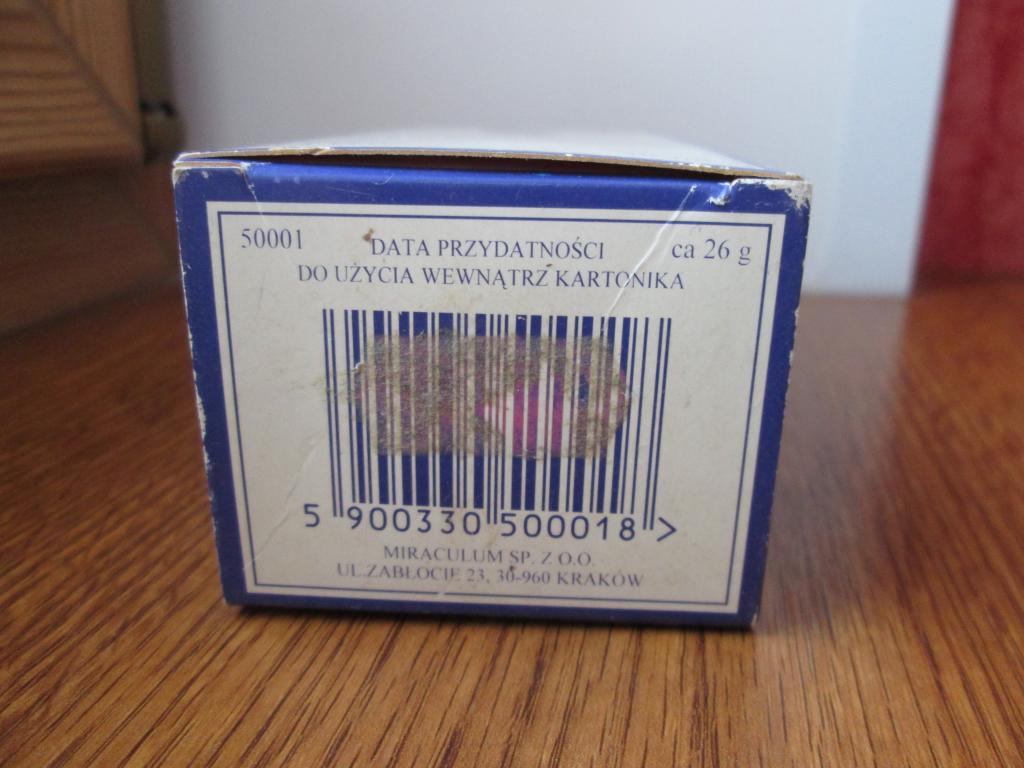 50001 DATA PRZYDATNOŚCI ca 26 g
DO UŻYCIA WEWNĄTRZ KARTONIKA
5 900330 500018 >
MIRACULUM SP. Z O.O.
UL.ZABŁOCIE 23, 30-960 KRAKÓW